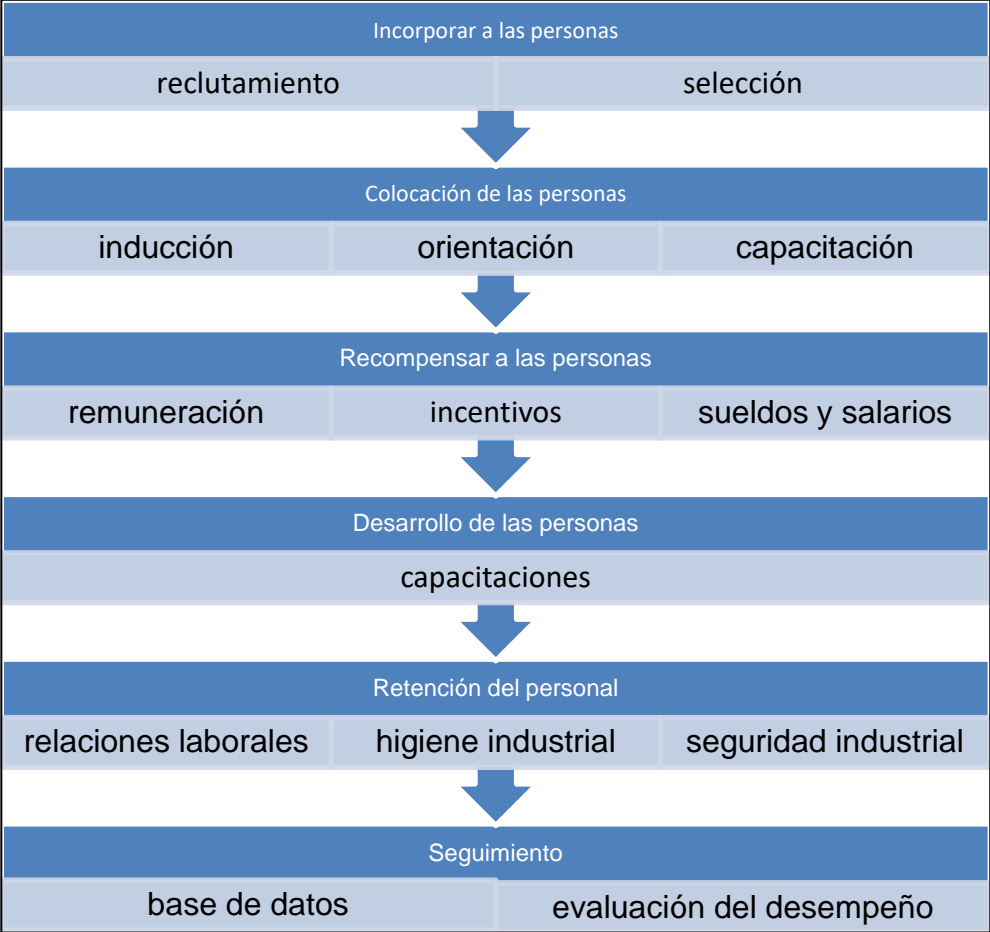 Incorporar a las personas
reclutamiento selección
Colocación de las personas
inducción orientación capacitación
Recompensar a las personas
remuneración incentivos sueldos y salarios
Desarrollo de las personas
capacitaciones
Retención del personal
relaciones laborales higiene industrial seguridad industrial
Seguimiento
base de datos evaluación del desempeño